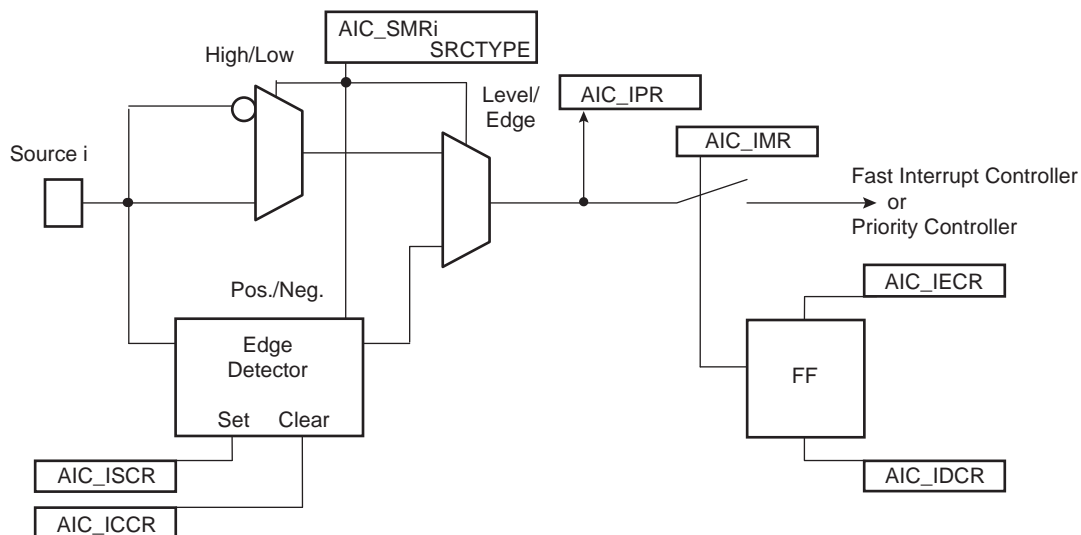 AIC_SMRi
SRCTYPE
High/Low
Level/
Edge
AIC_IPR
AIC_IMR
Source i
Fast Interrupt Controller
or
Priority Controller
Pos./Neg.
AIC_IECR
Edge
Detector
FF
Set Clear
AIC_ISCR
AIC_IDCR
AIC_ICCR